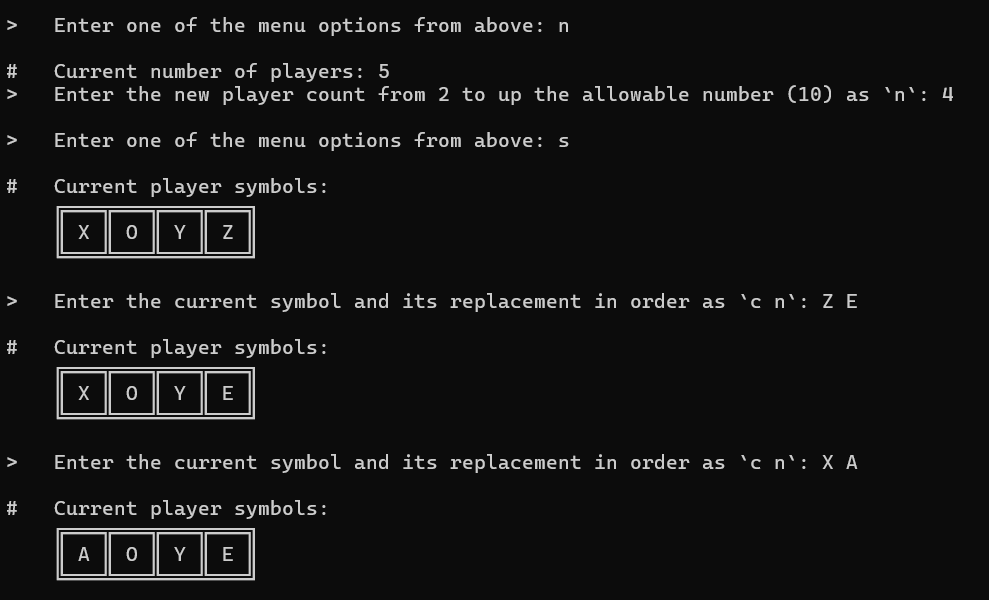 >   Enter one of the menu options from above: n
#   Current number of players: 5
>   Enter the new player count from 2 to up the allowable number (10) as `n`: 4
>   Enter one of the menu options from above: s
#   Current player symbols:
X O Y Z
>   Enter the current symbol and its replacement in order as `c n`: Z E
#   Current player symbols:
X O Y E
>   Enter the current symbol and its replacement in order as `c n`: X A
#   Current player symbols:
A O Y E